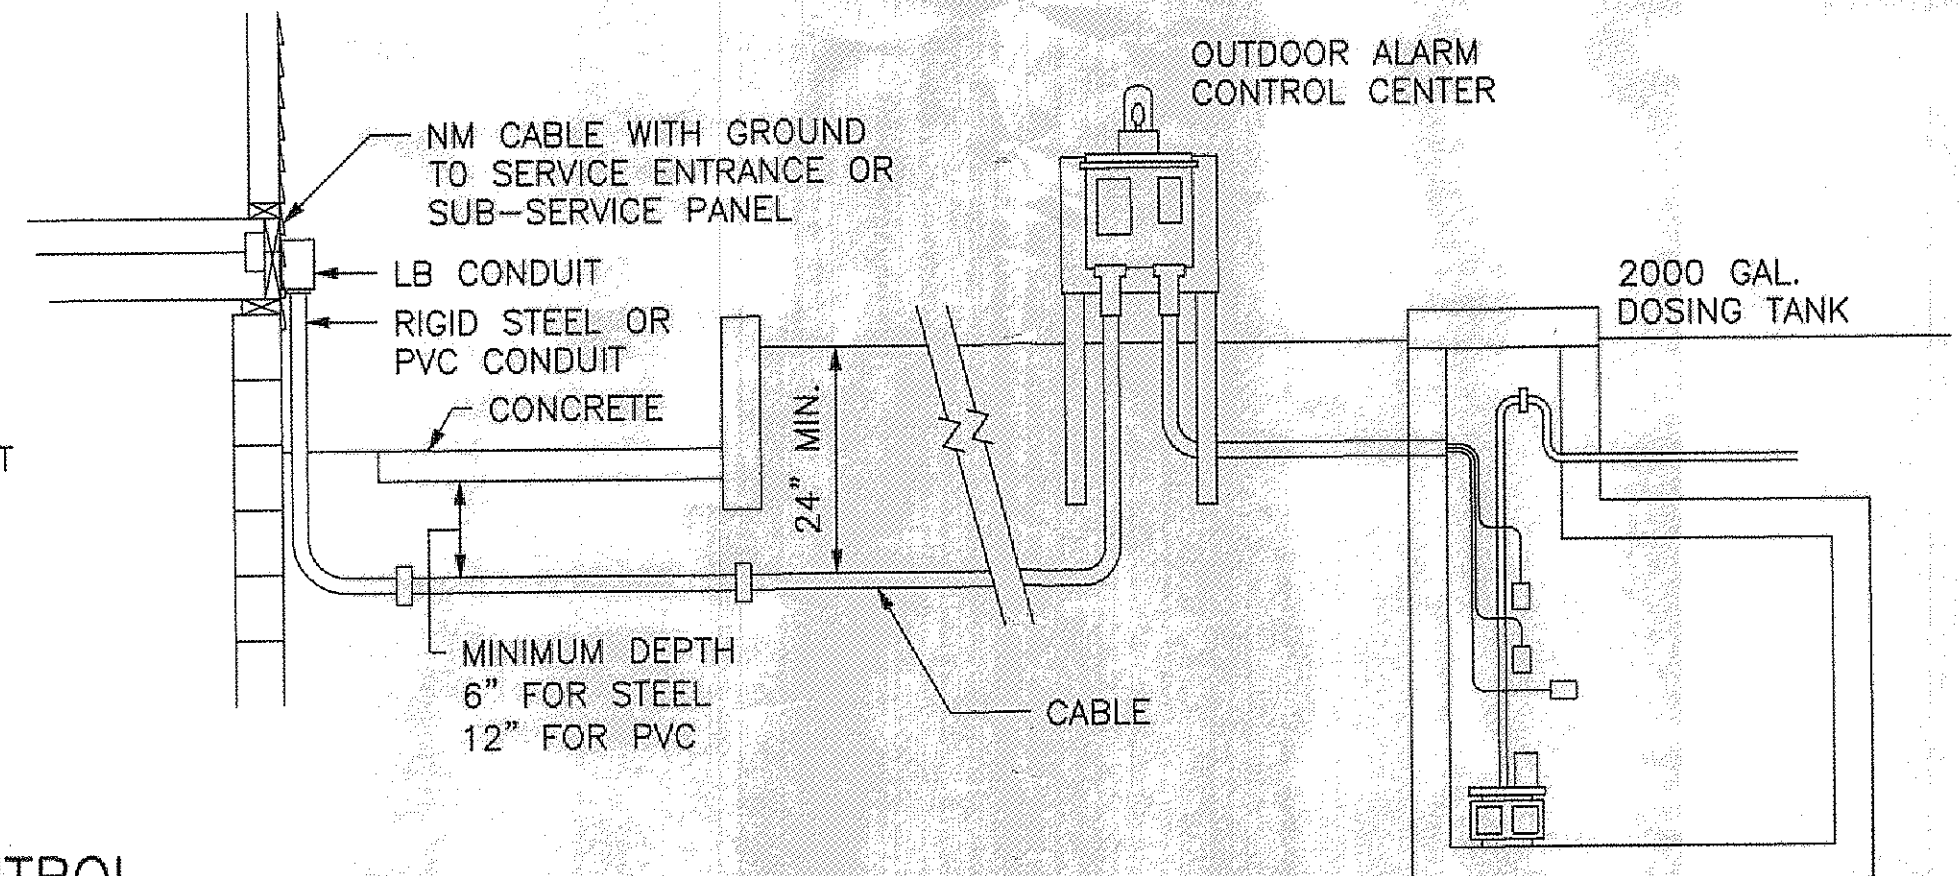 OUTDOOR ALARM
CONTROL CENTER
NM CABLE WITH GROUND
TO SERVICE ENTRANCE OR
SUB-SERVICE PANEL
LB CONDUIT
RIGID STEEL OR
PVC CONDUIT
CONCRETE
2000 GAL.
DOSING TANK
24" MIN.
T
MINIMUM DEPTH
6" FOR STEEL
12" FOR PVC
CABLE
TROL